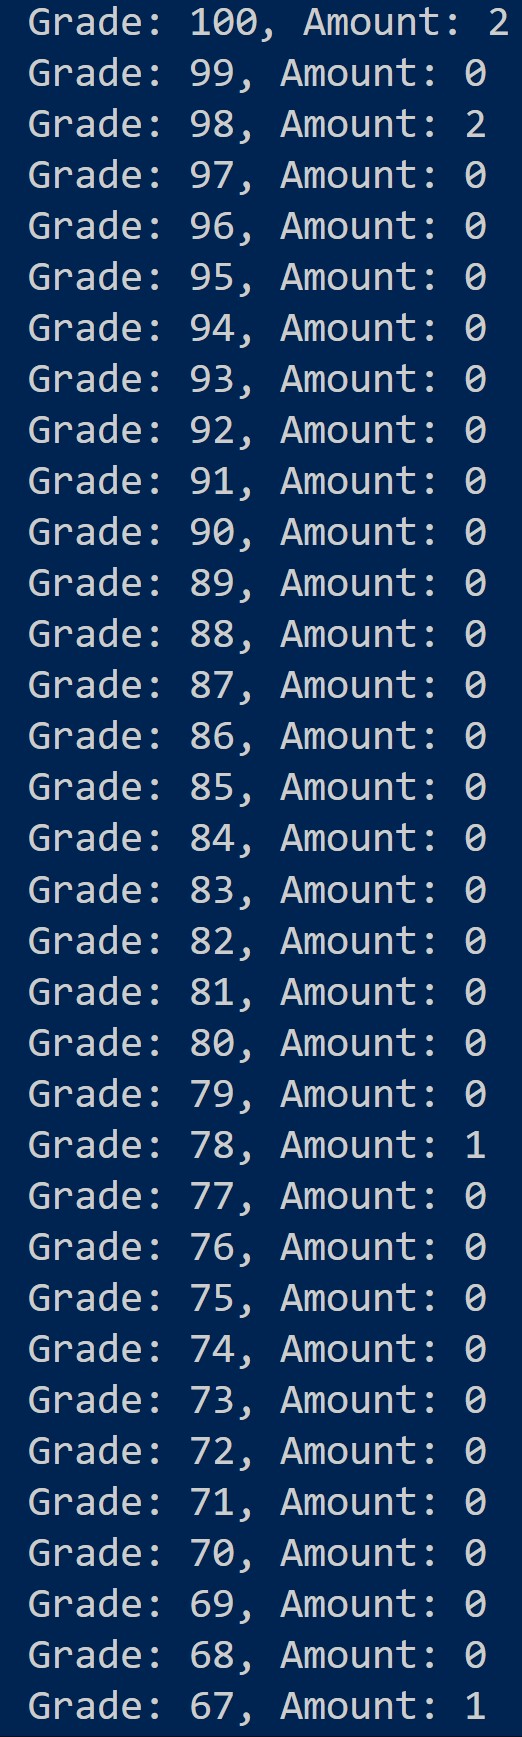 Grade: 100, Amount: 2
Grade: 99, Amount: 0
Grade: 98, Amount: 2
Grade: 97, Amount: 0
Grade: 96, Amount: 0
Grade: 95, Amount: 0
Grade: 94, Amount: 0
Grade: 93, Amount: 0
Grade: 92, Amount: 0
Grade: 91, Amount: 0
Grade: 90, Amount: 0
Grade: 89, Amount: 0
Grade: 88, Amount: 0
Grade: 87, Amount: 0
Grade: 86, Amount: 0
Grade: 85, Amount: 0
Grade: 84, Amount: 0
Grade: 83, Amount: 0
Grade: 82, Amount: 0
Grade: 81, Amount: 0
Grade: 80, Amount: 0
Grade: 79, Amount: 0
Grade: 78, Amount: 1
Grade: 77, Amount: 0
Grade: 76, Amount: 0
Grade: 75, Amount: 0
Grade: 74, Amount: 0
Grade: 73, Amount: 0
Grade: 72, Amount: 0
Grade: 71, Amount: 0
Grade: 70, Amount: 0
Grade: 69, Amount: 0
Grade: 68, Amount: 0
Grade: 67, Amount: 1